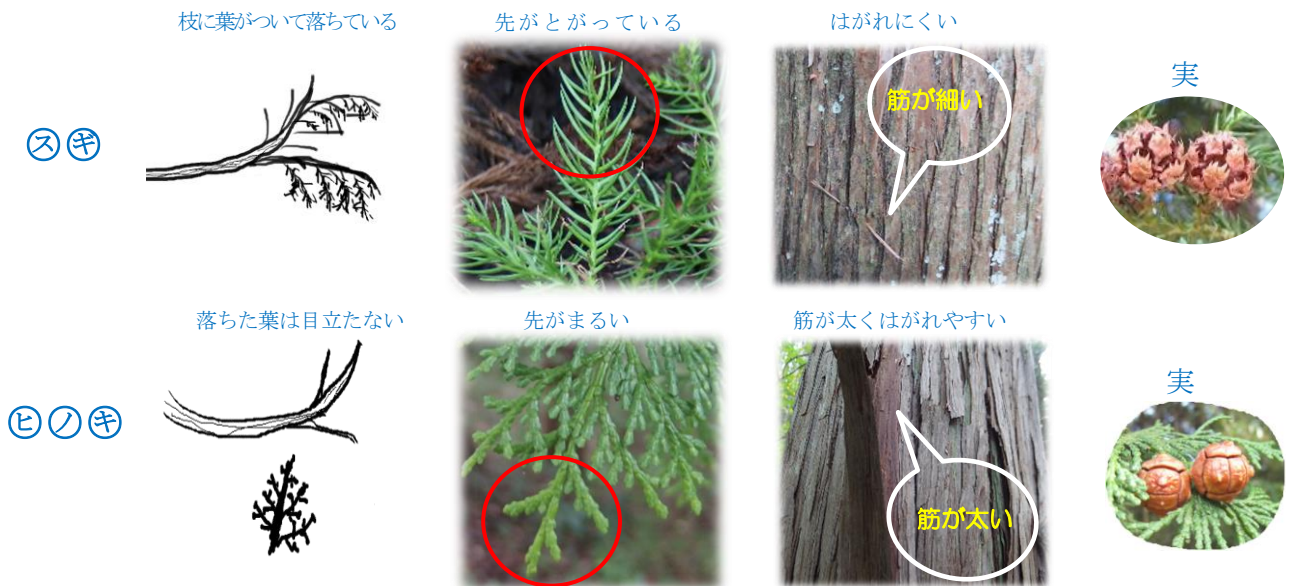 枝に葉がついて落ちている
先がとがっている
はがれにくい
筋が細い
実
スギ
落ちた葉は目立たない
先がまるい
筋が太くはがれやすい
筋が太い
実
ヒノキ